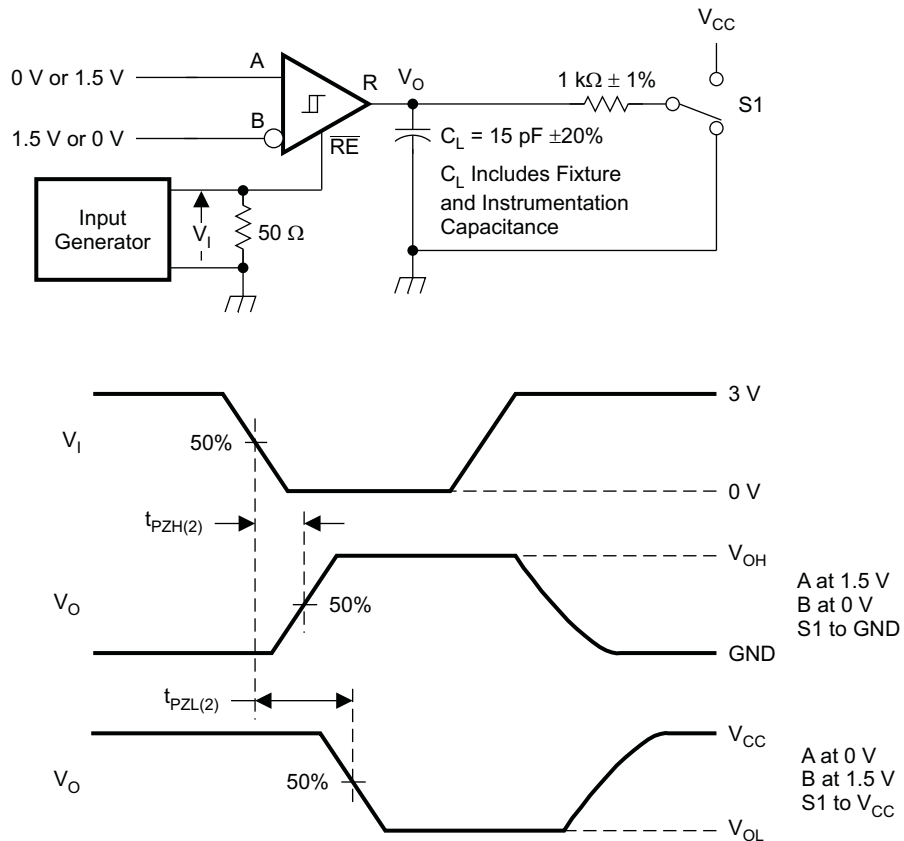 V_CC
0 V or 1.5 V
A
R
V_O
1 kΩ ± 1%
S1
1.5 V or 0 V
B
R̅E̅
C_L = 15 pF ±20%
C_L Includes Fixture
and Instrumentation
Capacitance
Input
Generator
V_I
50 Ω
3 V
V_I
50%
0 V
t_PZH(2)
V_OH
V_O
50%
A at 1.5 V
B at 0 V
S1 to GND
GND
t_PZL(2)
V_CC
V_O
50%
A at 0 V
B at 1.5 V
S1 to V_CC
V_OL